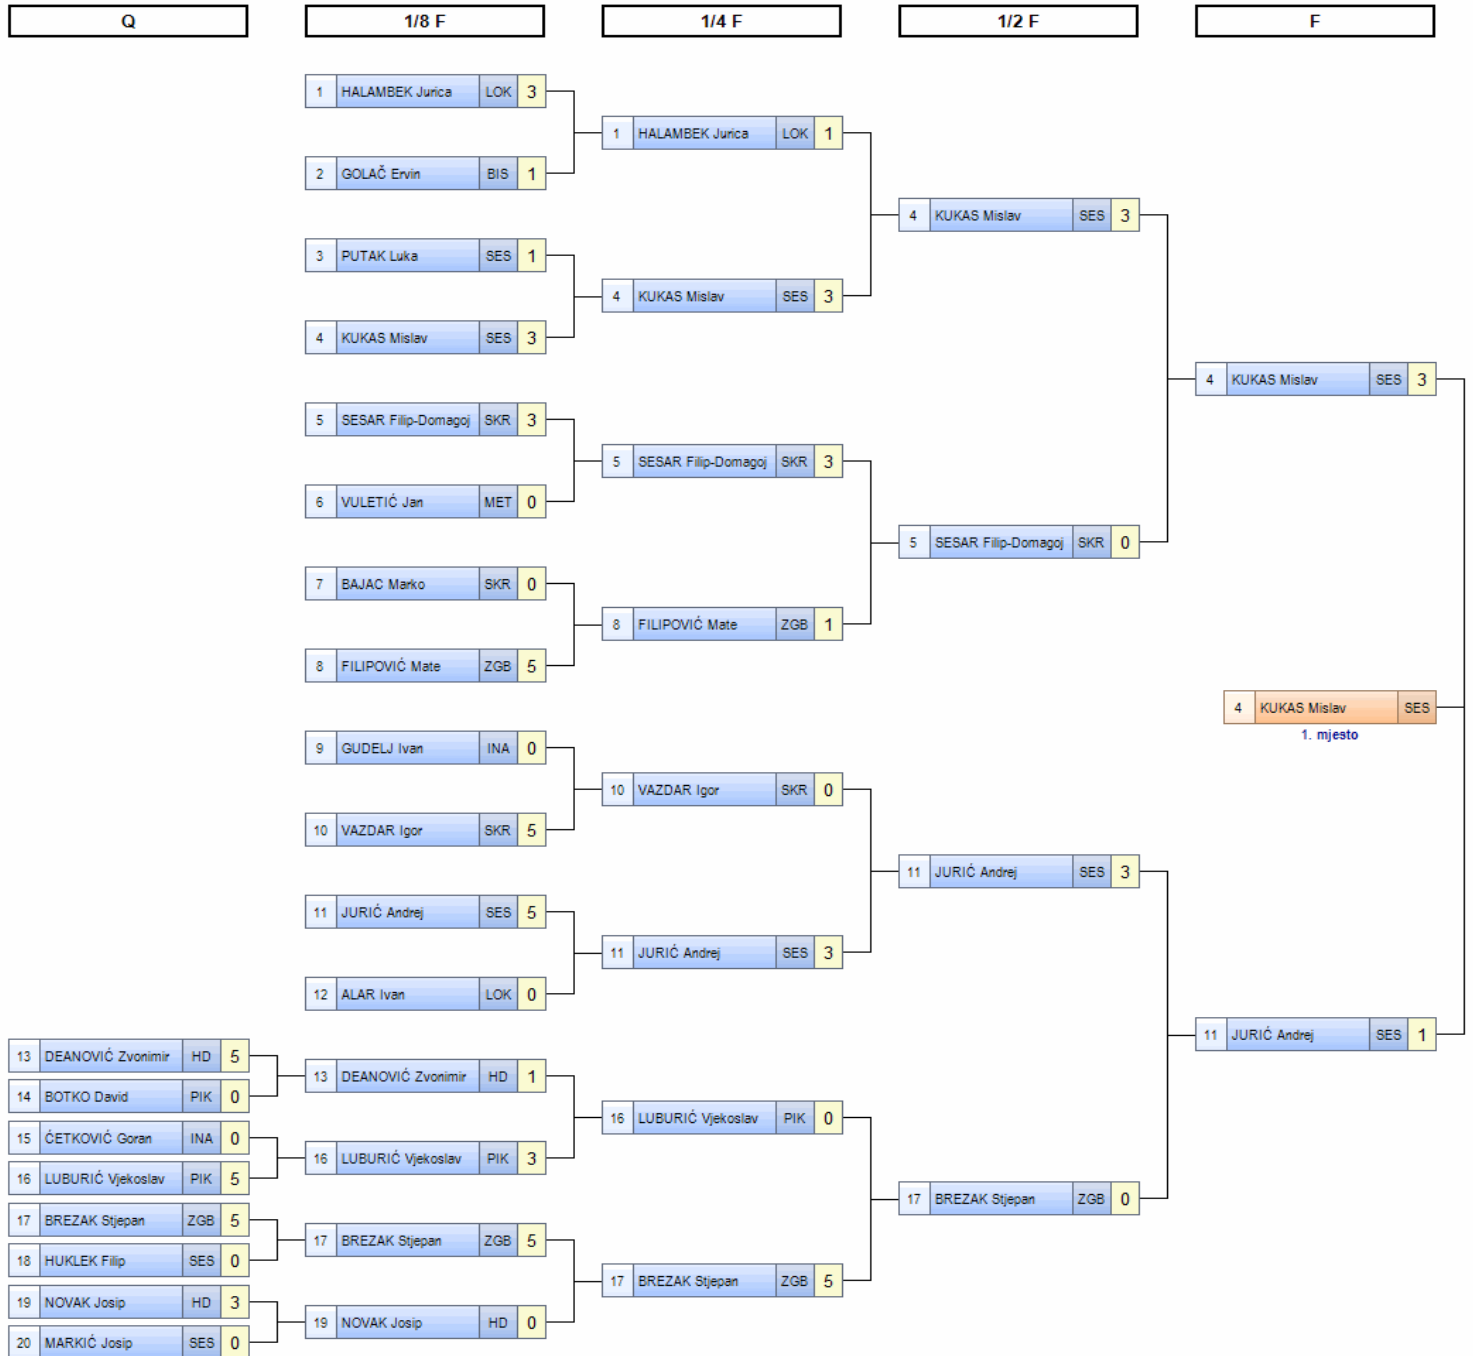 Q
1/8 F
1/4 F
1/2 F
F
1 HALAMBEK Jurica LOK 3
2 GOLAČ Ervin BIS 1
3 PUTAK Luka SES 1
4 KUKAS Mislav SES 3
5 SESAR Filip-Domagoj SKR 3
6 VULETIĆ Jan MET 0
7 BAJAC Marko SKR 0
8 FILIPOVIĆ Mate ZGB 5
9 GUDELJ Ivan INA 0
10 VAZDAR Igor SKR 5
11 JURIĆ Andrej SES 5
12 ALAR Ivan LOK 0
13 DEANOVIĆ Zvonimir HD 5
14 BOTKO David PIK 0
15 ĆETKOVIĆ Goran INA 0
16 LUBURIĆ Vjekoslav PIK 5
17 BREZAK Stjepan ZGB 5
18 HUKLEK Filip SES 0
19 NOVAK Josip HD 3
20 MARKIĆ Josip SES 0
13 DEANOVIĆ Zvonimir HD 1
16 LUBURIĆ Vjekoslav PIK 3
17 BREZAK Stjepan ZGB 5
19 NOVAK Josip HD 0
1 HALAMBEK Jurica LOK 1
4 KUKAS Mislav SES 3
5 SESAR Filip-Domagoj SKR 3
8 FILIPOVIĆ Mate ZGB 1
10 VAZDAR Igor SKR 0
11 JURIĆ Andrej SES 3
16 LUBURIĆ Vjekoslav PIK 0
17 BREZAK Stjepan ZGB 5
4 KUKAS Mislav SES 3
5 SESAR Filip-Domagoj SKR 0
11 JURIĆ Andrej SES 3
17 BREZAK Stjepan ZGB 0
4 KUKAS Mislav SES 3
4 KUKAS Mislav SES
1. mjesto
11 JURIĆ Andrej SES 1